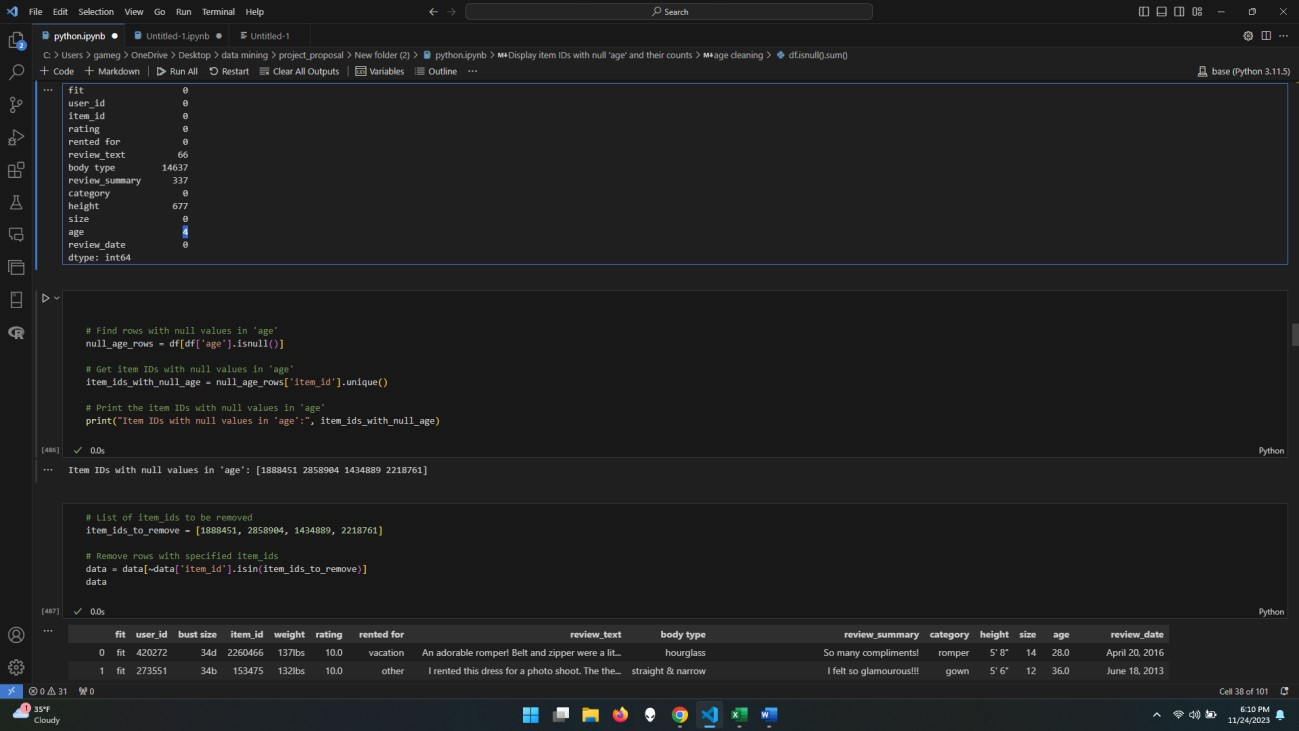 File Edit Selection View Go Run Terminal Help Search
python.ipynb Untitled-1.ipynb Untitled-1
C: > Users > gameg > OneDrive > Desktop > data mining > project_proposal > New folder (2) > python.ipynb > M↓Display item IDs with null 'age' and their counts > M↓age cleaning > df.isnull().sum()
+ Code + Markdown Run All Restart Clear All Outputs Variables Outline ... base (Python 3.11.5)
2
... fit 0
user_id 0
item_id 0
rating 0
rented for 0
review_text 66
body type 14637
review_summary 337
category 0
height 677
size 0
age 4
review_date 0
dtype: int64
# Find rows with null values in 'age'
null_age_rows = df[df['age'].isnull()]
# Get item IDs with null values in 'age'
item_ids_with_null_age = null_age_rows['item_id'].unique()
# Print the item IDs with null values in 'age'
print("Item IDs with null values in 'age':", item_ids_with_null_age)
[486] ✓ 0.0s Python
... Item IDs with null values in 'age': [1888451 2858904 1434889 2218761]
# List of item_ids to be removed
item_ids_to_remove = [1888451, 2858904, 1434889, 2218761]
# Remove rows with specified item_ids
data = data[~data['item_id'].isin(item_ids_to_remove)]
data
[487] ✓ 0.0s Python
... fit user_id bust size item_id weight rating rented for review_text body type review_summary category height size age review_date
0 fit 420272 34d 2260466 137lbs 10.0 vacation An adorable romper! Belt and zipper were a lit... hourglass So many compliments! romper 5' 8" 14 28.0 April 20, 2016
1 fit 273551 34b 153475 132lbs 10.0 other I rented this dress for a photo shoot. The the... straight & narrow I felt so glamourous!!! gown 5' 6" 12 36.0 June 18, 2013
0 31 0 Cell 38 of 101
1 35°F 6:10 PM
Cloudy 11/24/2023